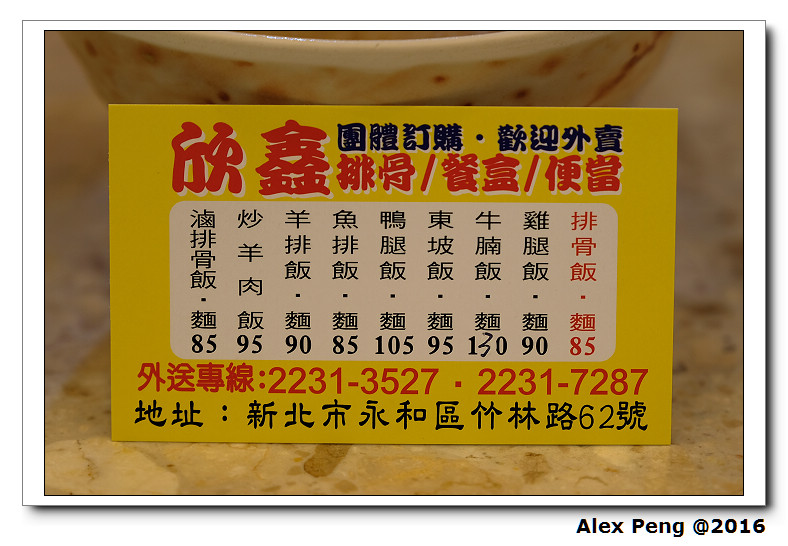 欣鑫
團體訂購・歡迎外賣
排骨/餐盒/便當
排骨飯・麵 85
雞腿飯・麵 90
牛腩飯・麵 130
東坡飯・麵 95
鴨腿飯・麵 105
魚排飯・麵 85
羊排飯・麵 90
炒羊肉飯 95
滷排骨飯・麵 85
外送專線:2231-3527・2231-7287
地址：新北市永和區竹林路62號
Alex Peng @2016